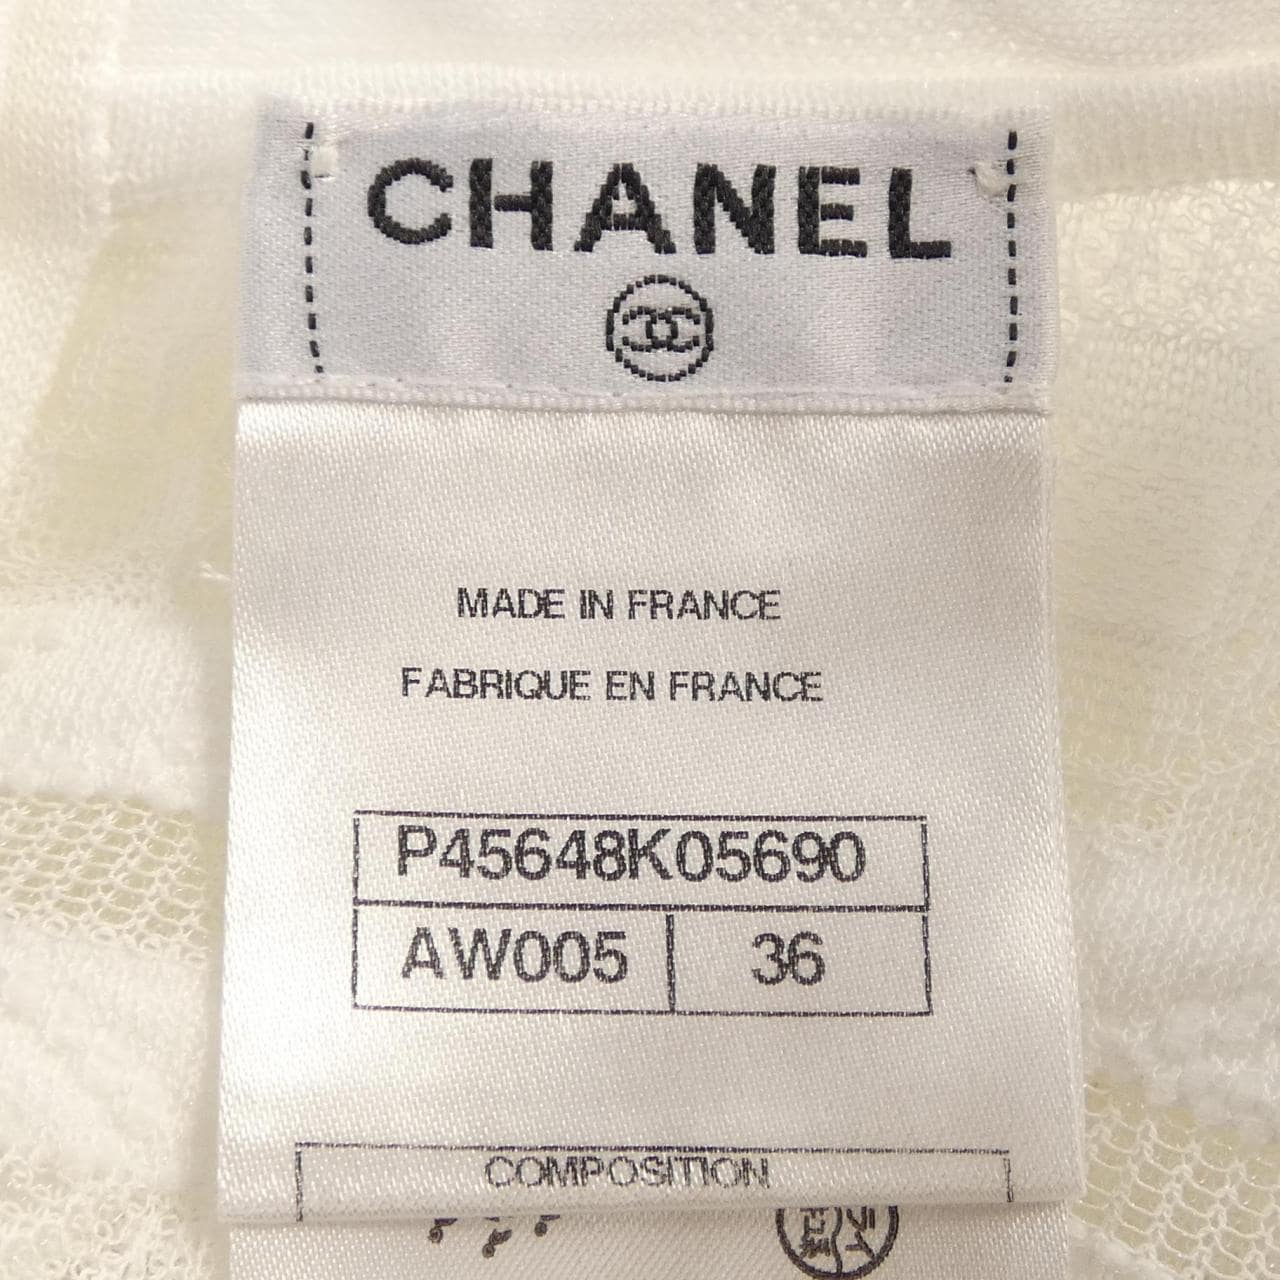 CHANEL
MADE IN FRANCE
FABRIQUE EN FRANCE
P45648K05690
AW005 36
COMPOSITION